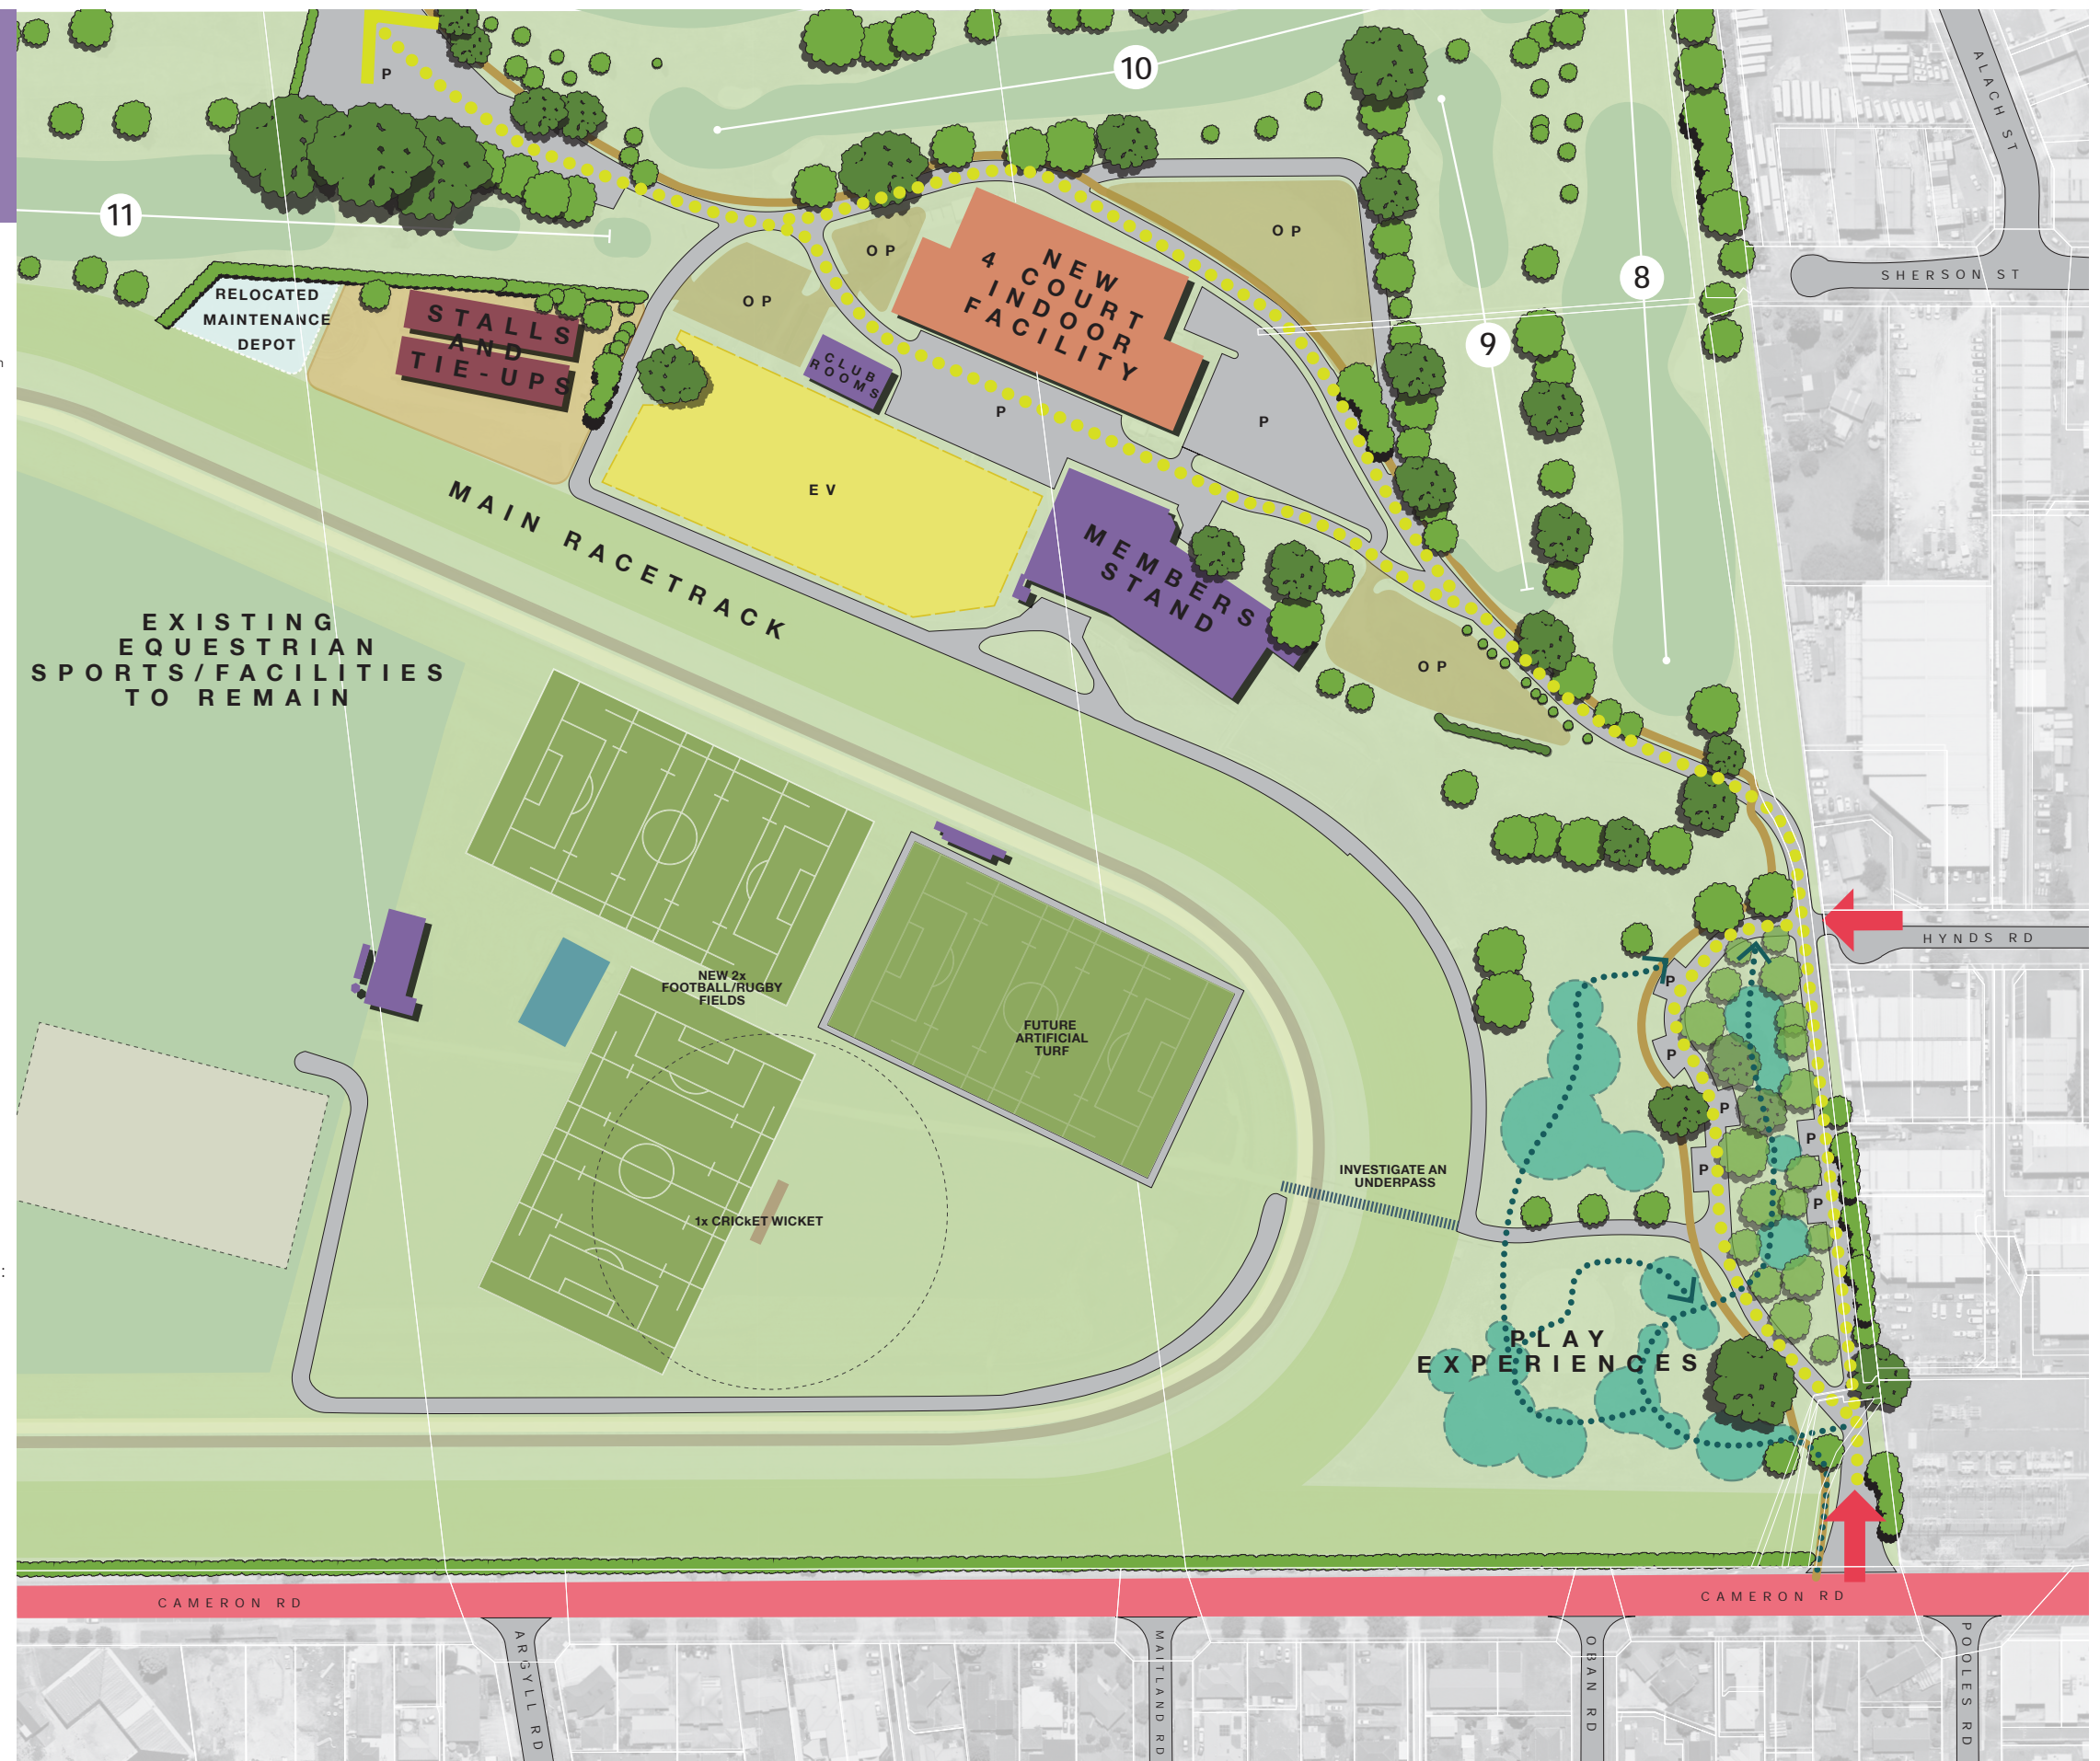 10
ALACH ST
P
11
8
SHERSON ST
OP
OP
OP
NEW
4 COURT
INDOOR
FACILITY
RELOCATED
MAINTENANCE
DEPOT
STALLS
AND
TIE-UPS
9
CLUB
ROOMS
P
P
EV
MAIN RACETRACK
MEMBERS
STAND
OP
EXISTING
EQUESTRIAN
SPORTS/FACILITIES
TO REMAIN
HYNDS RD
NEW 2x
FOOTBALL/RUGBY
FIELDS
P
FUTURE
ARTIFICIAL
TURF
P
P
P
P
P
INVESTIGATE AN
UNDERPASS
1x CRICkET WICKET
:
PLAY
EXPERIENCES
CAMERON RD
CAMERON RD
ARGYLL RD
MAITLAND RD
OBAN RD
POOLES RD